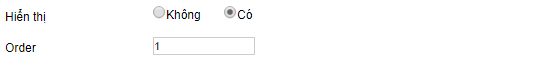 Hiển thị Không Có
Order 1